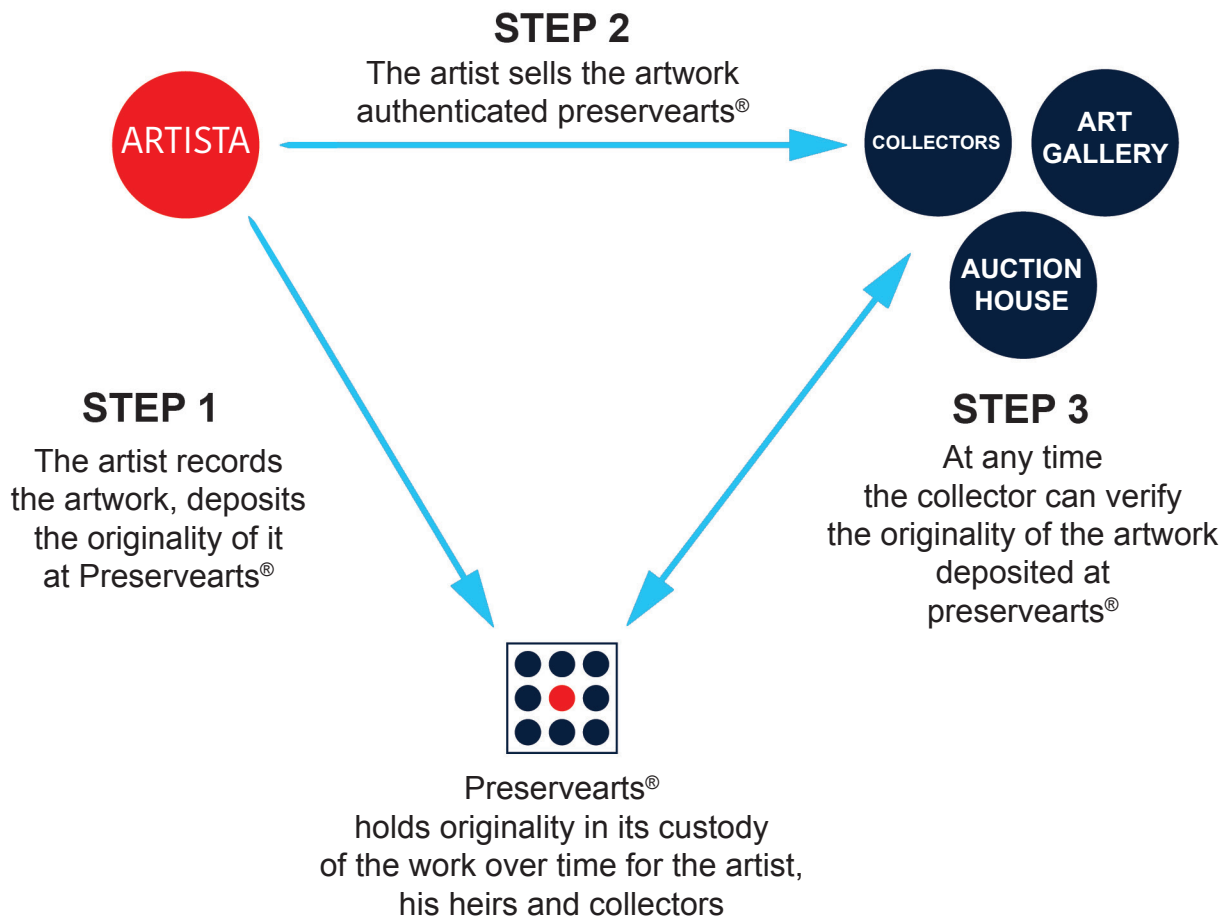 STEP 2
The artist sells the artwork
authenticated preservearts®
ARTISTA
COLLECTORS
ART
GALLERY
AUCTION
HOUSE
STEP 1
The artist records
the artwork, deposits
the originality of it
at Preservearts®
STEP 3
At any time
the collector can verify
the originality of the artwork
deposited at
preservearts®
Preservearts®
holds originality in its custody
of the work over time for the artist,
his heirs and collectors